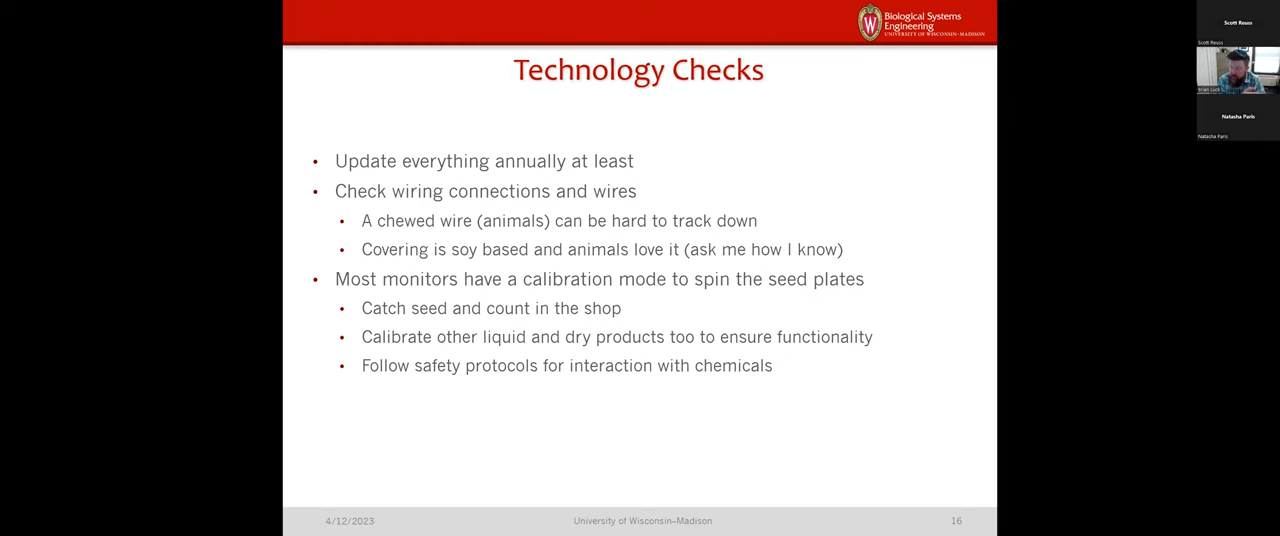 Biological Systems
Engineering
UNIVERSITY OF WISCONSIN–MADISON
W
Technology Checks
• Update everything annually at least
• Check wiring connections and wires
• A chewed wire (animals) can be hard to track down
• Covering is soy based and animals love it (ask me how I know)
• Most monitors have a calibration mode to spin the seed plates
• Catch seed and count in the shop
• Calibrate other liquid and dry products too to ensure functionality
• Follow safety protocols for interaction with chemicals
4/12/2023
University of Wisconsin–Madison
16
Scott Reuss
Scott Reuss
Brian Luck
Natasha Paris
Natasha Paris